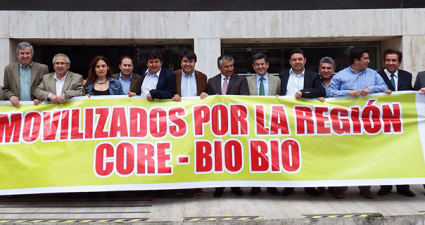 MOVILIZADOS POR LA REGIÓN
CORE - BIO BIO